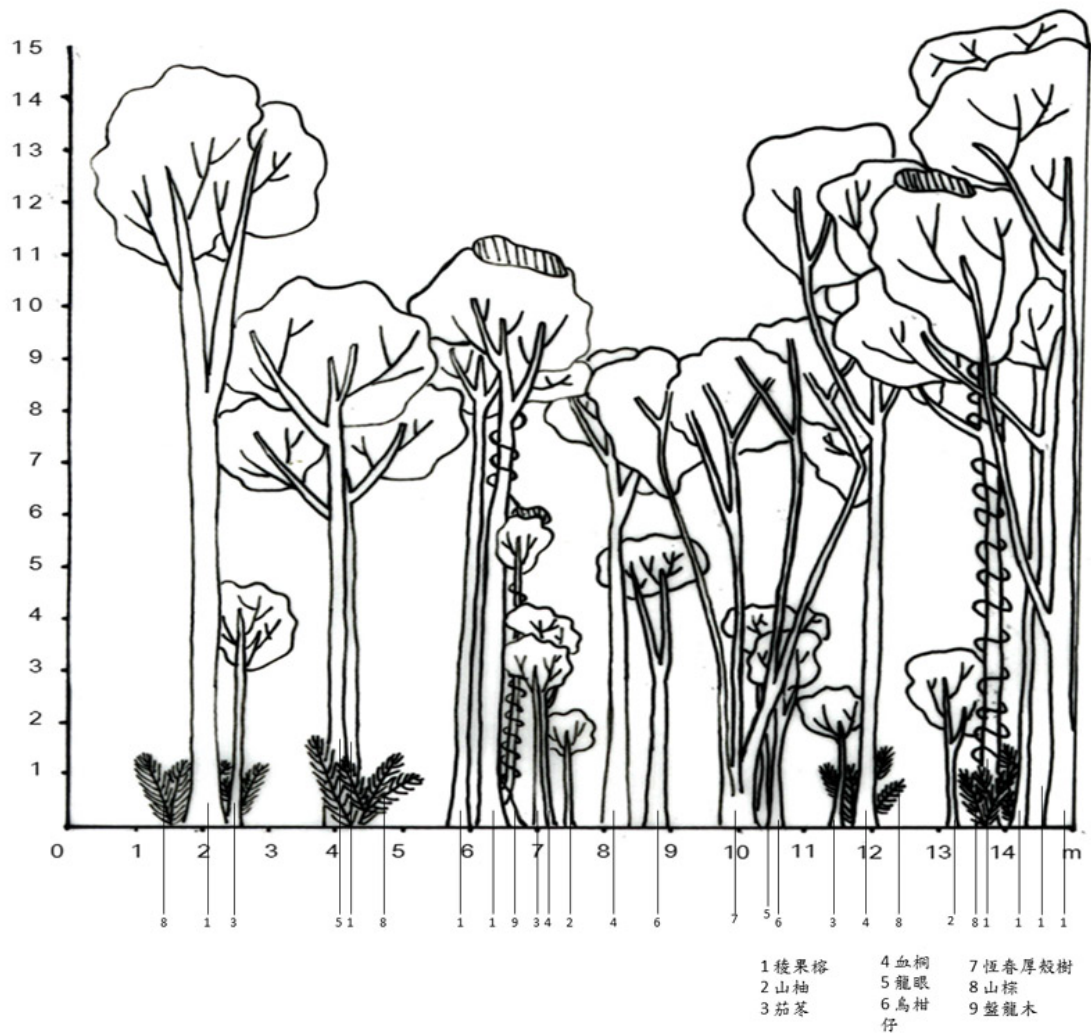 15
14
13
12
11
10
9
8
7
6
5
4
3
2
1
0 1 2 3 4 5 6 7 8 9 10 11 12 13 14 m
8 1 3 5 1 8 1 1 9 3 4 2 4 6 7 5 6 3 4 8 2 8 1 1 1 1
1 稜果榕
2 山柚
3 茄苳
4 血桐
5 龍眼
6 烏柑
仔
7 恆春厚殼樹
8 山棕
9 盤龍木